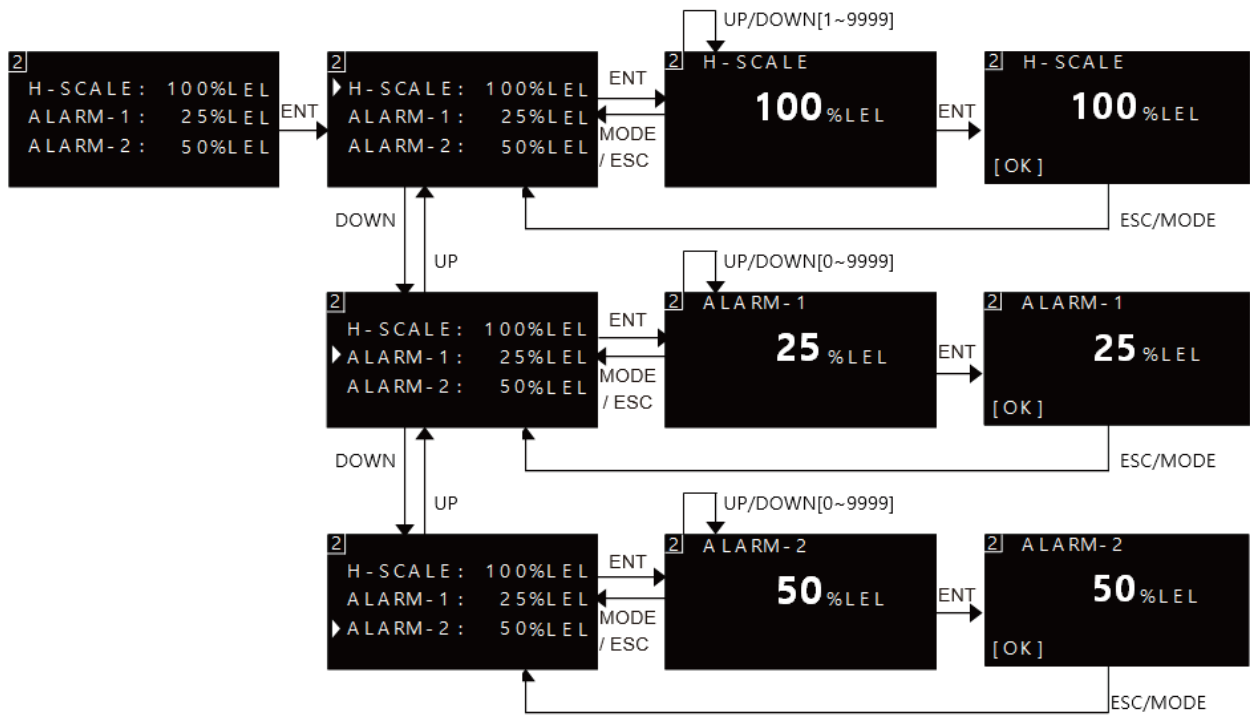 UP/DOWN[1~9999]
2
H-SCALE: 100%LEL
ALARM-1: 25%LEL
ALARM-2: 50%LEL
ENT
2
H-SCALE: 100%LEL
ALARM-1: 25%LEL
ALARM-2: 50%LEL
ENT
MODE
/ ESC
2 H-SCALE
100 %LEL
ENT
2 H-SCALE
100 %LEL
[OK]
DOWN
UP
ESC/MODE
UP/DOWN[0~9999]
2
H-SCALE: 100%LEL
ALARM-1: 25%LEL
ALARM-2: 50%LEL
ENT
MODE
/ ESC
2 ALARM-1
25 %LEL
ENT
2 ALARM-1
25 %LEL
[OK]
DOWN
UP
ESC/MODE
UP/DOWN[0~9999]
2
H-SCALE: 100%LEL
ALARM-1: 25%LEL
ALARM-2: 50%LEL
ENT
MODE
/ ESC
2 ALARM-2
50 %LEL
ENT
2 ALARM-2
50 %LEL
[OK]
ESC/MODE